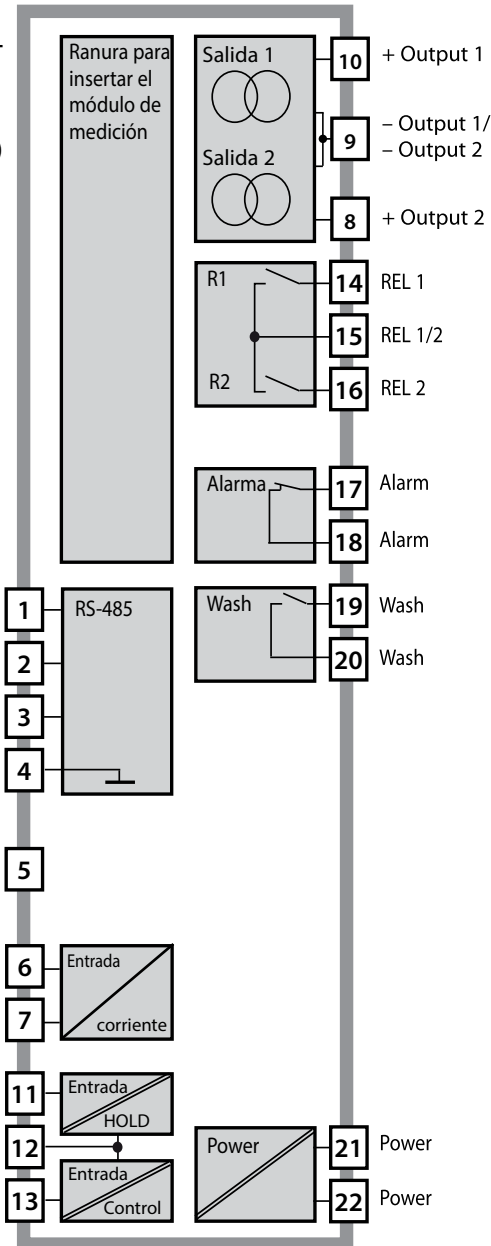 Ranura para
insertar el
módulo de
medición
Salida 1
Salida 2
10
+ Output 1
9
– Output 1/
– Output 2
8
+ Output 2
R1
R2
14
REL 1
15
REL 1/2
16
REL 2
Alarma
17
Alarm
18
Alarm
Wash
19
Wash
20
Wash
1
2
3
4
RS-485
5
6
7
Entrada
corriente
11
12
13
Entrada
HOLD
Entrada
Control
Power
21
Power
22
Power